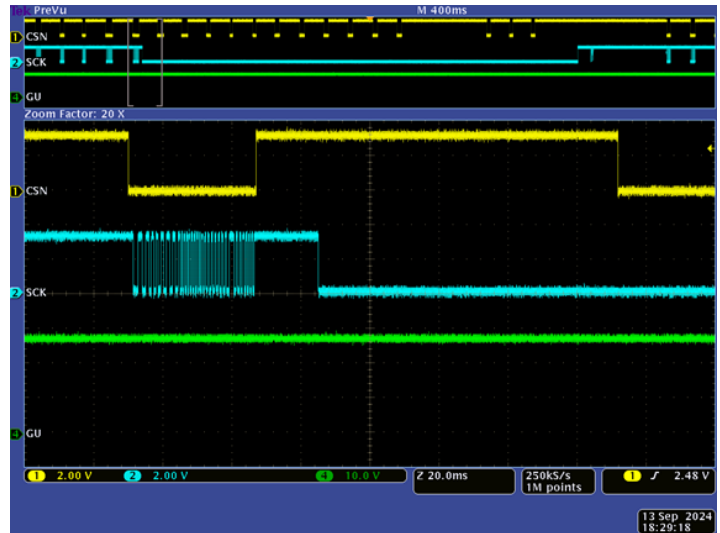 Tek PreVu M 400ms
1 CSN
2 SCK
4 GU
Zoom Factor: 20 X
1 CSN
2 SCK
4 GU
1 2.00 V 2 2.00 V 4 10.0 V Z 20.0ms 250kS/s 1 2.48 V
1M points
13 Sep 2024
18:29:18